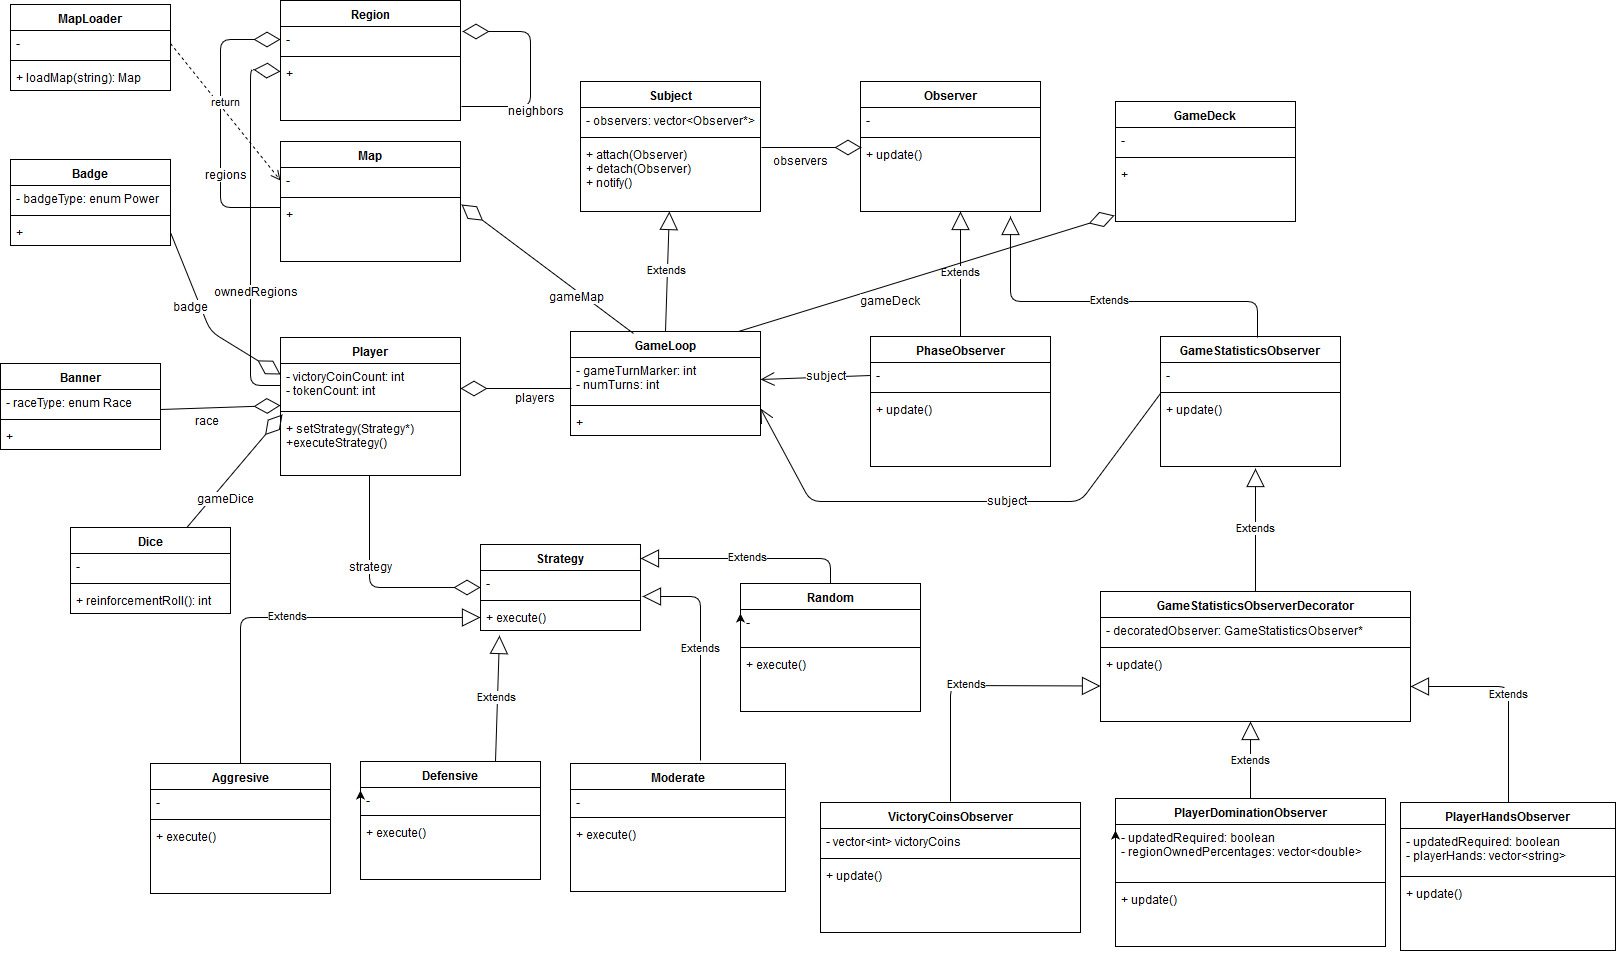 MapLoader
-
+ loadMap(string): Map
Region
-
+
neighbors
return
regions
ownedRegions
Map
-
+
Badge
- badgeType: enum Power
+
badge
Banner
- raceType: enum Race
+
race
Player
- victoryCoinCount: int
- tokenCount: int
+ setStrategy(Strategy*)
+executeStrategy()
gameDice
Dice
-
+ reinforcementRoll(): int
Subject
- observers: vector<Observer*>
+ attach(Observer)
+ detach(Observer)
+ notify()
observers
Observer
-
+ update()
GameDeck
-
+
Extends
Extends
Extends
gameMap
gameDeck
GameLoop
- gameTurnMarker: int
- numTurns: int
+
players
subject
PhaseObserver
-
+ update()
GameStatisticsObserver
-
+ update()
subject
Extends
strategy
Strategy
-
+ execute()
Extends
Extends
Extends
Extends
Random
-
+ execute()
Aggresive
-
+ execute()
Defensive
-
+ execute()
Moderate
-
+ execute()
GameStatisticsObserverDecorator
- decoratedObserver: GameStatisticsObserver*
+ update()
Extends
Extends
Extends
VictoryCoinsObserver
- vector<int> victoryCoins
+ update()
PlayerDominationObserver
- updatedRequired: boolean
- regionOwnedPercentages: vector<double>
+ update()
PlayerHandsObserver
- updatedRequired: boolean
- playerHands: vector<string>
+ update()